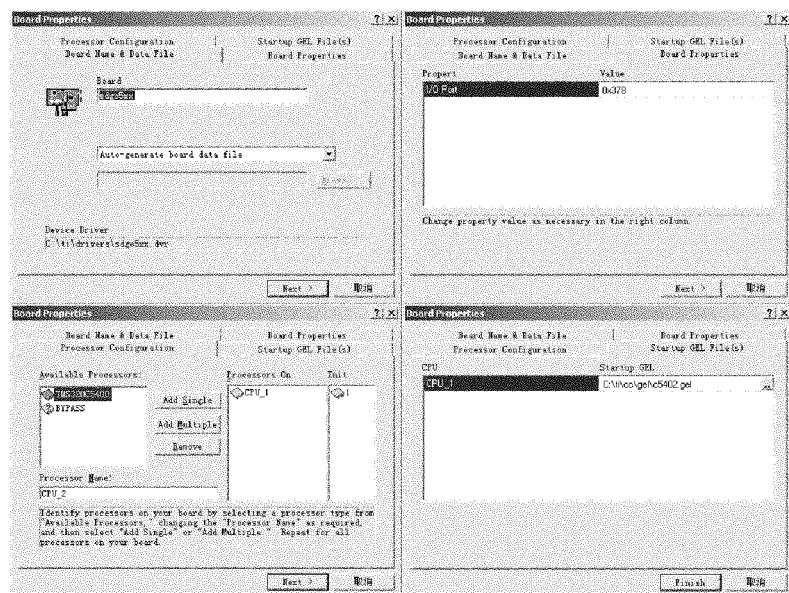 Board Properties
Processor Configuration
Startup GEL File(s)
Board Name & Data File
Board Properties
Board
sdgo5xx
Auto-generate board data file
Device Driver
C:\ti\drivers\sdgo5xx.dvr
Next >
取消
Board Properties
Processor Configuration
Startup GEL File(s)
Board Name & Data File
Board Properties
Propert
Value
I/O Port
0x378
Change property value as necessary in the right column.
Next >
取消
Board Properties
Board Name & Data File
Board Properties
Processor Configuration
Startup GEL File(s)
Available Processors:
Processors On
Init
TMS320C5400
BYPASS
Add Single
Add Multiple
Remove
CPU_1
1
Processor Name:
CPU_2
Identify processors on your board by selecting a processor type from
"Available Processors," changing the "Processor Name" as required,
and then select "Add Single" or "Add Multiple." Repeat for all
processors on your board.
Next >
取消
Board Properties
Board Name & Data File
Board Properties
Processor Configuration
Startup GEL File(s)
CPU
Startup GEL
CPU_1
C:\ti\cc\gel\c5402.gel
...
Finish
取消